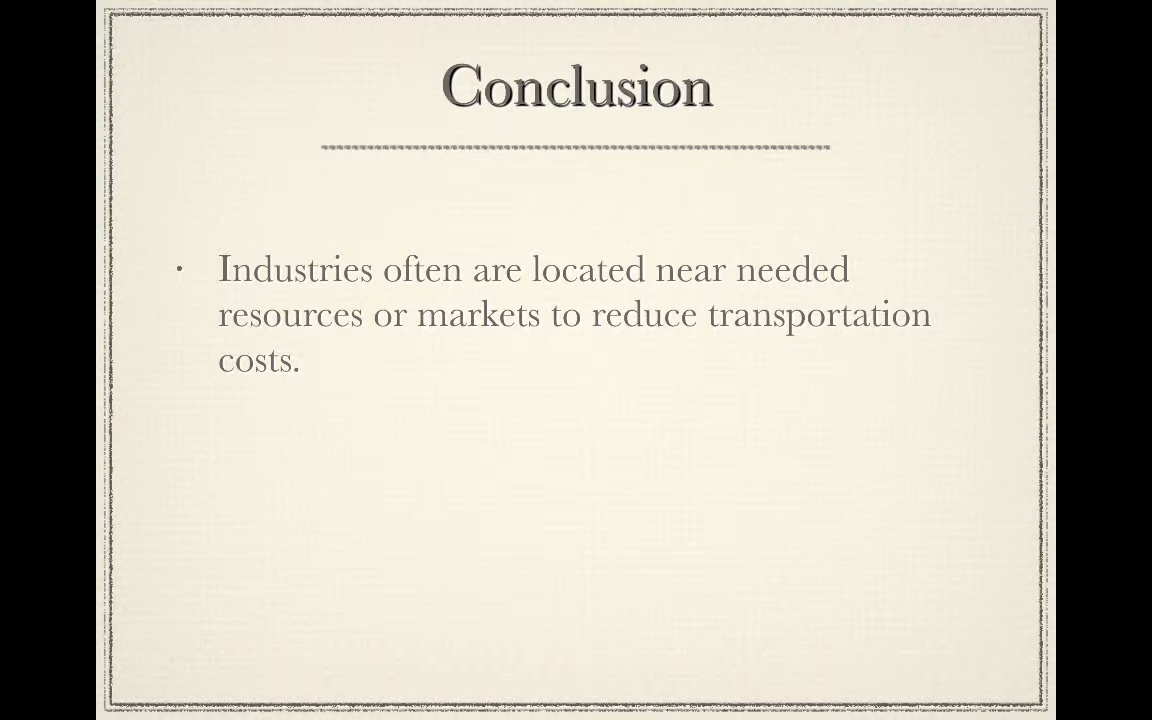 Conclusion
· Industries often are located near needed
resources or markets to reduce transportation
costs.